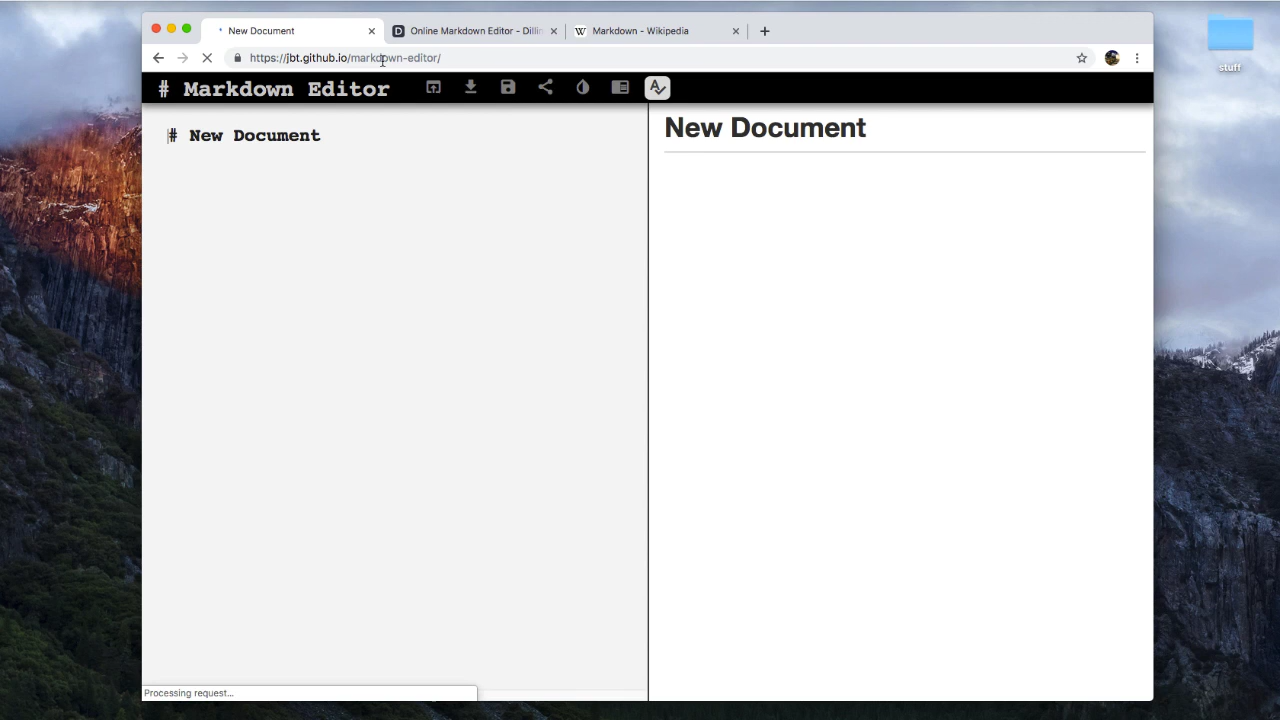 New Document
Online Markdown Editor - Dillin
Markdown - Wikipedia
https://jbt.github.io/markdown-editor/
stuff
# Markdown Editor
# New Document
New Document
Processing request...